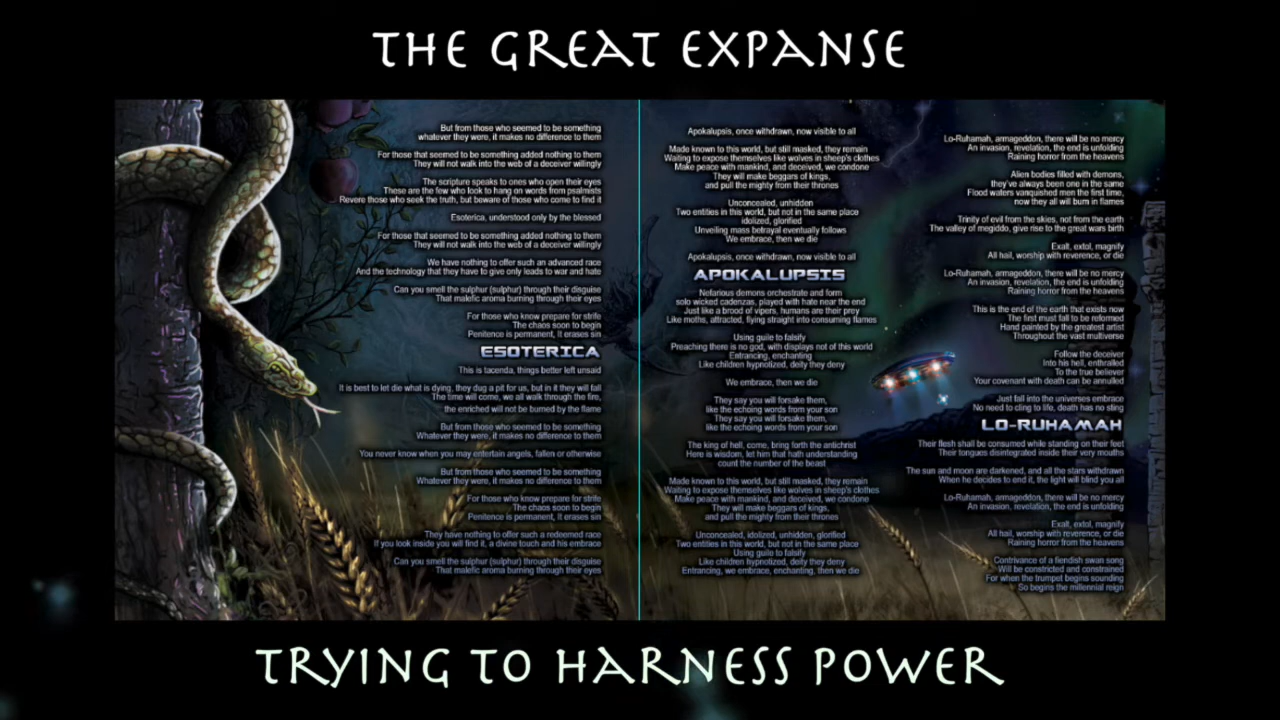 THE GREAT EXPANSE
But from those who seemed to be something
whatever they were, it makes no difference to them
For those that seemed to be something added nothing to them
They will not walk into the web of a deceiver willingly
The scripture speaks to ones who open their eyes
These are the few who look to hang on words from psalmists
Revere those who seek the truth, but beware of those who come to find it
Esoterica, understood only by the blessed
For those that seemed to be something added nothing to them
They will not walk into the web of a deceiver willingly
We have nothing to offer such an advanced race
And the technology that they have to give only leads to war and hate
Can you smell the sulphur (sulphur) through their disguise
That malefic aroma burning through their eyes
For those who know prepare for strife
The chaos soon to begin
Penitence is permanent, it erases sin
ESOTERICA
This is tacenda, things better left unsaid
It is best to let die what is dying, they dug a pit for us, but in it they will fall
The time will come, we all walk through the fire,
the enriched will not be burned by the flame
But from those who seemed to be something
Whatever they were, it makes no difference to them
You never know when you may entertain angels, fallen or otherwise
But from those who seemed to be something
Whatever they were, it makes no difference to them
For those who know prepare for strife
The chaos soon to begin
Penitence is permanent, it erases sin
They have nothing to offer such a redeemed race
If you look inside you will find it, a divine touch and his embrace
Can you smell the sulphur (sulphur) through their disguise
That malefic aroma burning through their eyes
Apokalupsis, once withdrawn, now visible to all
Made known to this world, but still masked, they remain
Waiting to expose themselves like wolves in sheep's clothes
Make peace with mankind, and deceived, we condone
They will make beggars of kings,
and pull the mighty from their thrones
Unconcealed, unhidden
Two entities in this world, but not in the same place
idolized, glorified
Unveiling mass betrayal eventually follows
We embrace, then we die
Apokalupsis, once withdrawn, now visible to all
APOKALUPSIS
Nefarious demons orchestrate and form
solo wicked cadenzas, played with hate near the end
Just like a brood of vipers, humans are their prey
Like moths, attracted, flying straight into consuming flames
Using guile to falsify
Preaching there is no god, with displays not of this world
Entrancing, enchanting
Like children hypnotized, deity they deny
We embrace, then we die
They say you will forsake them,
like the echoing words from your son
They say you will forsake them,
like the echoing words from your son
The king of hell, come, bring forth the antichrist
Here is wisdom, let him that hath understanding
count the number of the beast
Made known to this world, but still masked, they remain
Waiting to expose themselves like wolves in sheep's clothes
Make peace with mankind, and deceived, we condone
They will make beggars of kings,
and pull the mighty from their thrones
Unconcealed, idolized, unhidden, glorified
Two entities in this world, but not in the same place
Using guile to falsify
Like children hypnotized, deity they deny
Entrancing, we embrace, enchanting, then we die
Lo-Ruhamah, armageddon, there will be no mercy
An invasion, revelation, the end is unfolding
Raining horror from the heavens
Alien bodies filled with demons,
they've always been one in the same
Flood waters vanquished men the first time,
now they all will burn in flames
Trinity of evil from the skies, not from the earth
The valley of megiddo, give rise to the great wars birth
Exalt, extol, magnify
All hail, worship with reverence, or die
Lo-Ruhamah, armageddon, there will be no mercy
An invasion, revelation, the end is unfolding
Raining horror from the heavens
This is the end of the earth that exists now
The first must fall to be reformed
Hand painted by the greatest artist
Throughout the vast multiverse
Follow the deceiver
Into his hell, enthralled
To the true believer
Your covenant with death can be annulled
Just fall into the universes embrace
No need to cling to life, death has no sting
LO-RUHAMAH
Their flesh shall be consumed while standing on their feet
Their tongues disintegrated inside their very mouths
The sun and moon are darkened, and all the stars withdrawn
When he decides to end it, the light will blind you all
Lo-Ruhamah, armageddon, there will be no mercy
An invasion, revelation, the end is unfolding
Exalt, extol, magnify
All hail, worship with reverence, or die
Raining horror from the heavens
Contrivance of a fiendish swan song
Will be constricted and constrained
For when the trumpet begins sounding
So begins the millennial reign
TRYING TO HARNESS POWER